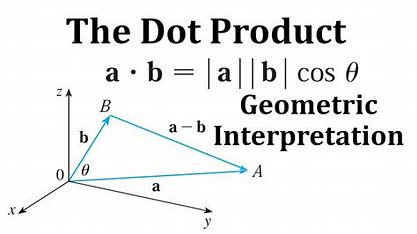 The Dot Product
a · b = |a||b| cos θ
Geometric
Interpretation
z
B
b
a − b
0
θ
a
A
x
y